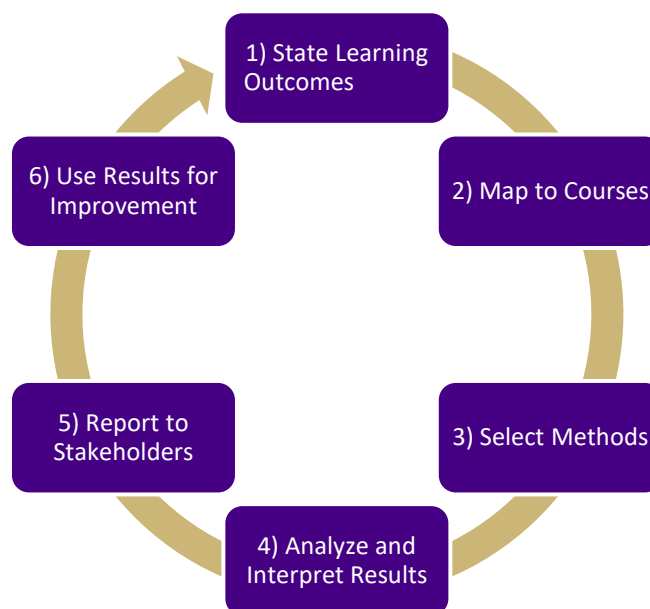 1) State Learning
Outcomes
2) Map to Courses
3) Select Methods
4) Analyze and
Interpret Results
5) Report to
Stakeholders
6) Use Results for
Improvement